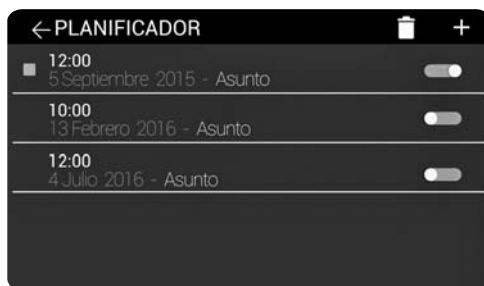 PLANIFICADOR
12:00
5 Septiembre 2015 - Asunto
10:00
13 Febrero 2016 - Asunto
12:00
4 Julio 2016 - Asunto